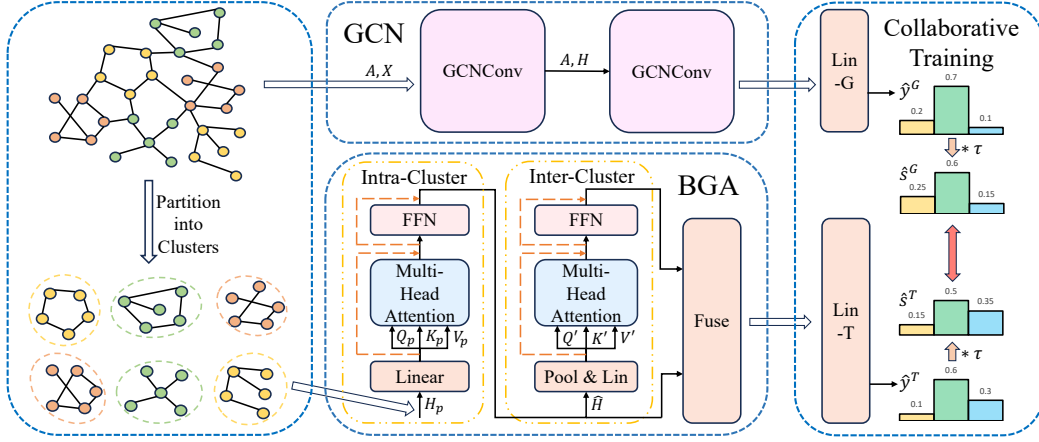 Partition
into
Clusters
GCN
A, X
GCNConv
A, H
GCNConv
BGA
Intra-Cluster
FFN
Multi-
Head
Attention
Q_p K_p V_p
Linear
H_p
Inter-Cluster
FFN
Multi-
Head
Attention
Q′ K′ V′
Pool & Lin
Ĥ
Fuse
Collaborative
Training
Lin
-G
ŷ^G
0.7
0.2
0.1
* τ
ŝ^G
0.6
0.25
0.15
ŝ^T
0.5
0.35
0.15
* τ
Lin
-T
ŷ^T
0.6
0.3
0.1